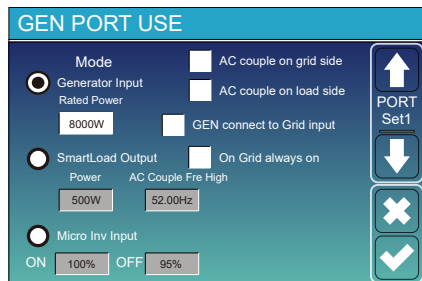 GEN PORT USE
Mode
AC couple on grid side
Generator Input
AC couple on load side
Rated Power
PORT
Set1
8000W
GEN connect to Grid input
SmartLoad Output
On Grid always on
Power
AC Couple Fre High
500W
52.00Hz
Micro Inv Input
ON 100% OFF 95%